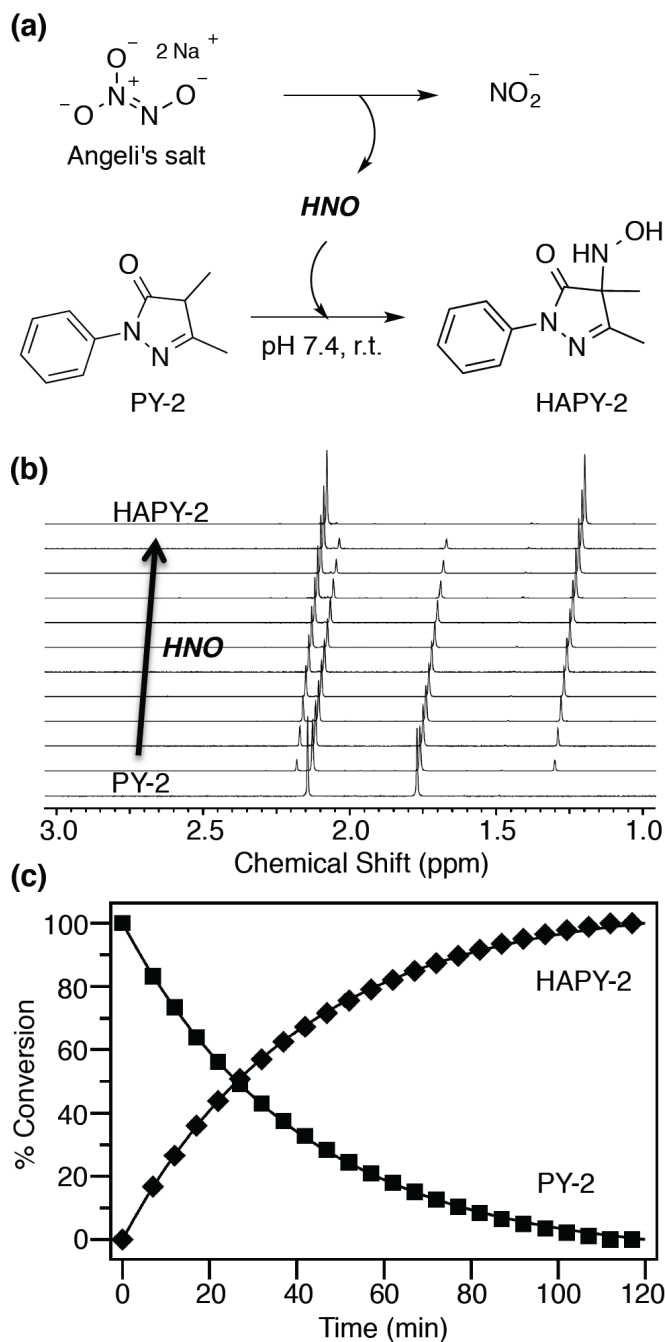 (a)
O⁻ 2 Na⁺
⁻O N⁺ N O⁻
Angeli's salt
NO₂⁻
HNO
O
N
N
PY-2
pH 7.4, r.t.
O HN OH
N
N
HAPY-2
(b)
HAPY-2
HNO
PY-2
3.0 2.5 2.0 1.5 1.0
Chemical Shift (ppm)
(c)
100
80
60
40
20
0
% Conversion
HAPY-2
PY-2
0 20 40 60 80 100 120
Time (min)